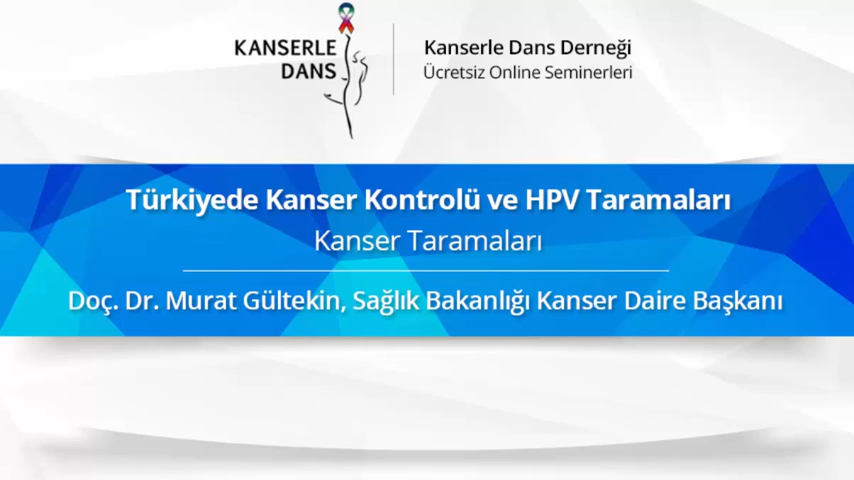 KANSERLE
DANS
Kanserle Dans Derneği
Ücretsiz Online Seminerleri
Türkiyede Kanser Kontrolü ve HPV Taramaları
Kanser Taramaları
Doç. Dr. Murat Gültekin, Sağlık Bakanlığı Kanser Daire Başkanı